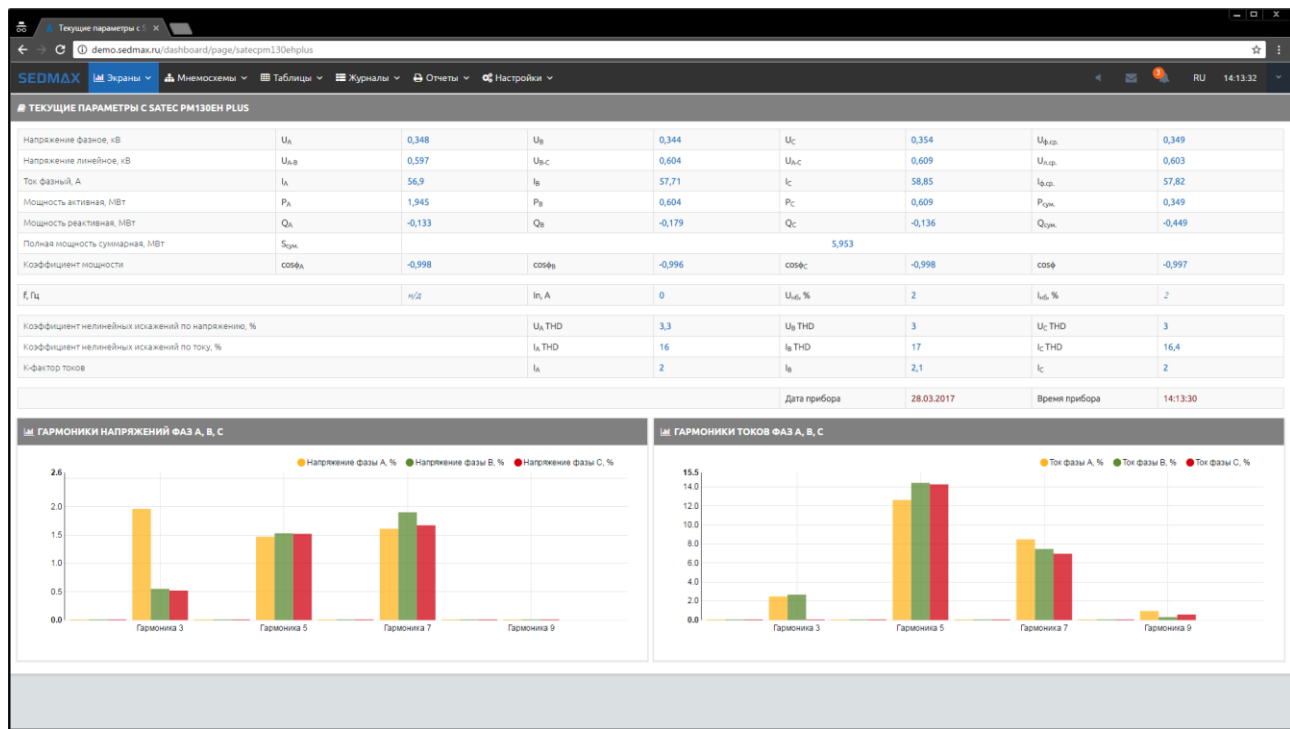 Текущие параметры с S
demo.sedmax.ru/dashboard/page/satecpm130ehplus
SEDMAX Экраны Мнемосхемы Таблицы Журналы Отчеты Настройки 3 RU 14:13:32
ТЕКУЩИЕ ПАРАМЕТРЫ С SATEC PM130EH PLUS
Напряжение фазное, кВ UA 0,348 UB 0,344 UC 0,354 Uф.ср. 0,349
Напряжение линейное, кВ UA-B 0,597 UB-C 0,604 UA-C 0,609 Uл.ср. 0,603
Ток фазный, А IA 56,9 IB 57,71 IC 58,85 Iф.ср. 57,82
Мощность активная, МВт PA 1,945 PB 0,604 PC 0,609 Pсум. 0,349
Мощность реактивная, МВт QA -0,133 QB -0,179 QC -0,136 Qсум. -0,449
Полная мощность суммарная, МВт Sсум. 5,953
Коэффициент мощности cosϕA -0,998 cosϕB -0,996 cosϕC -0,998 cosϕ -0,997
f, Гц н/д In, A 0 Uнб, % 2 Iнб, % 2
Коэффициент нелинейных искажений по напряжению, % UA THD 3,3 UB THD 3 UC THD 3
Коэффициент нелинейных искажений по току, % IA THD 16 IB THD 17 IC THD 16,4
К-фактор токов IA 2 IB 2,1 IC 2
Дата прибора 28.03.2017 Время прибора 14:13:30
ГАРМОНИКИ НАПРЯЖЕНИЙ ФАЗ А, В, С
Напряжение фазы А, % Напряжение фазы В, % Напряжение фазы С, %
2.6
2.0
1.5
1.0
0.5
0.0
Гармоника 3 Гармоника 5 Гармоника 7 Гармоника 9
ГАРМОНИКИ ТОКОВ ФАЗ А, В, С
Ток фазы А, % Ток фазы В, % Ток фазы С, %
15.5
14.0
12.0
10.0
8.0
6.0
4.0
2.0
0.0
Гармоника 3 Гармоника 5 Гармоника 7 Гармоника 9